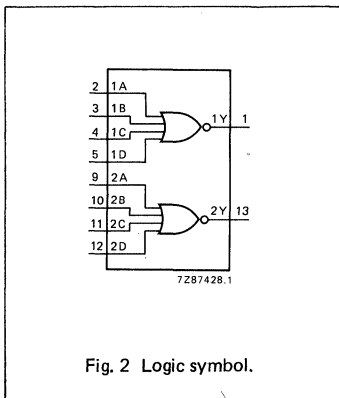 2 1A
3 1B
1Y 1
4 1C
5 1D
9 2A
10 2B
2Y 13
11 2C
12 2D
7Z87428.1
Fig. 2 Logic symbol.